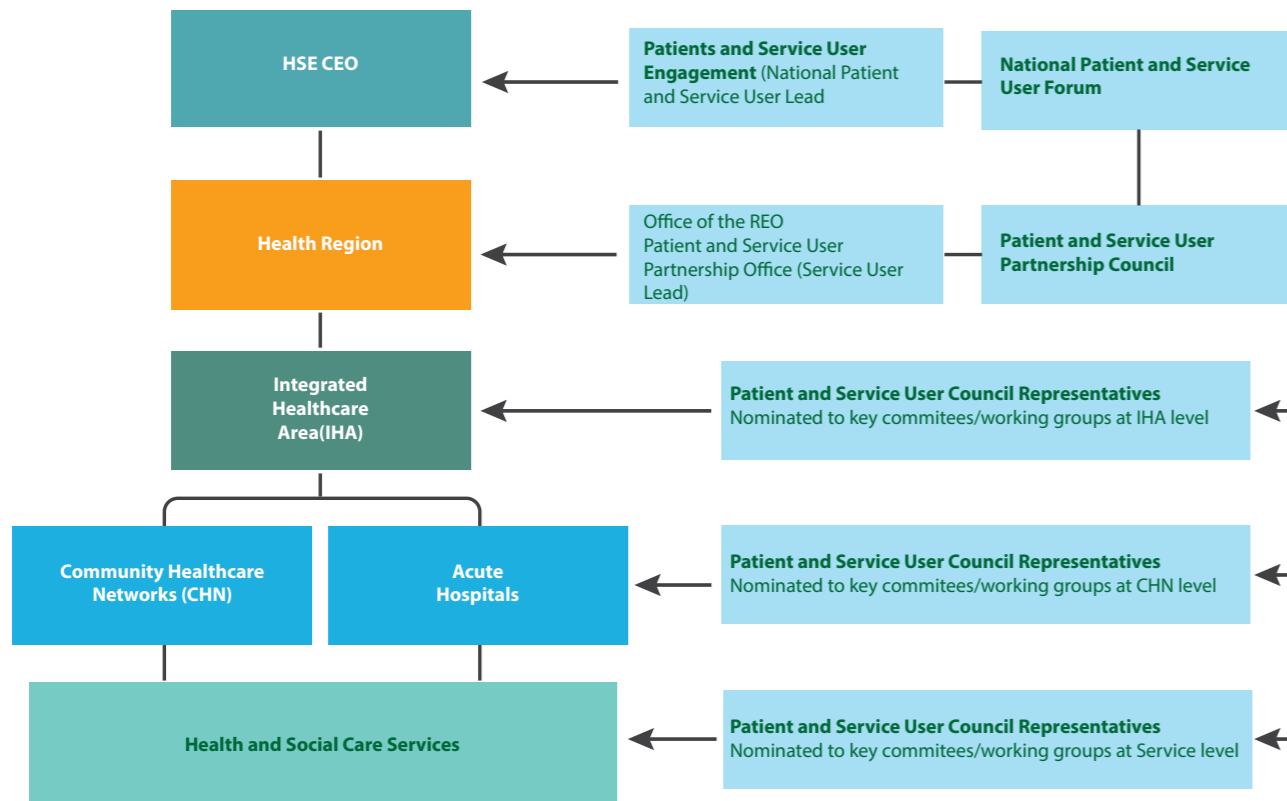 HSE CEO
Patients and Service User
Engagement (National Patient
and Service User Lead
National Patient and Service
User Forum
Health Region
Office of the REO
Patient and Service User
Partnership Office (Service User
Lead)
Patient and Service User
Partnership Council
Integrated
Healthcare
Area(IHA)
Patient and Service User Council Representatives
Nominated to key commitees/working groups at IHA level
Community Healthcare
Networks (CHN)
Acute
Hospitals
Patient and Service User Council Representatives
Nominated to key commitees/working groups at CHN level
Health and Social Care Services
Patient and Service User Council Representatives
Nominated to key commitees/working groups at Service level